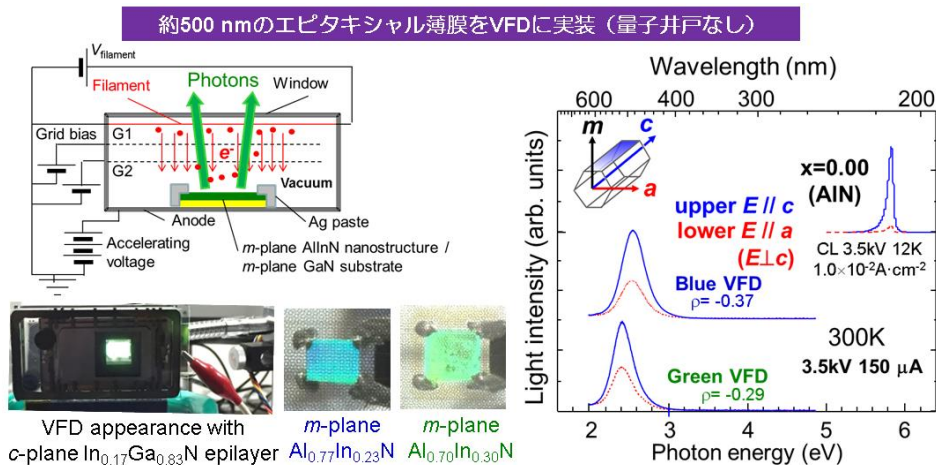 約500 nmのエピタキシャル薄膜をVFDに実装（量子井戸なし）
Vfilament
Filament
Photons
Window
Grid bias
G1
e-
G2
Vacuum
Anode
Ag paste
Accelerating
voltage
m-plane AlInN nanostructure /
m-plane GaN substrate
VFD appearance with
c-plane In0.17Ga0.83N epilayer
m-plane
Al0.77In0.23N
m-plane
Al0.70In0.30N
Wavelength (nm)
600 400 300 200
Light intensity (arb. units)
m
c
a
x=0.00
(AlN)
upper E // c
lower E // a
(E⊥c)
CL 3.5kV 12K
1.0×10-2A·cm-2
Blue VFD
ρ= -0.37
300K
3.5kV 150 μA
Green VFD
ρ= -0.29
2 3 4 5 6
Photon energy (eV)